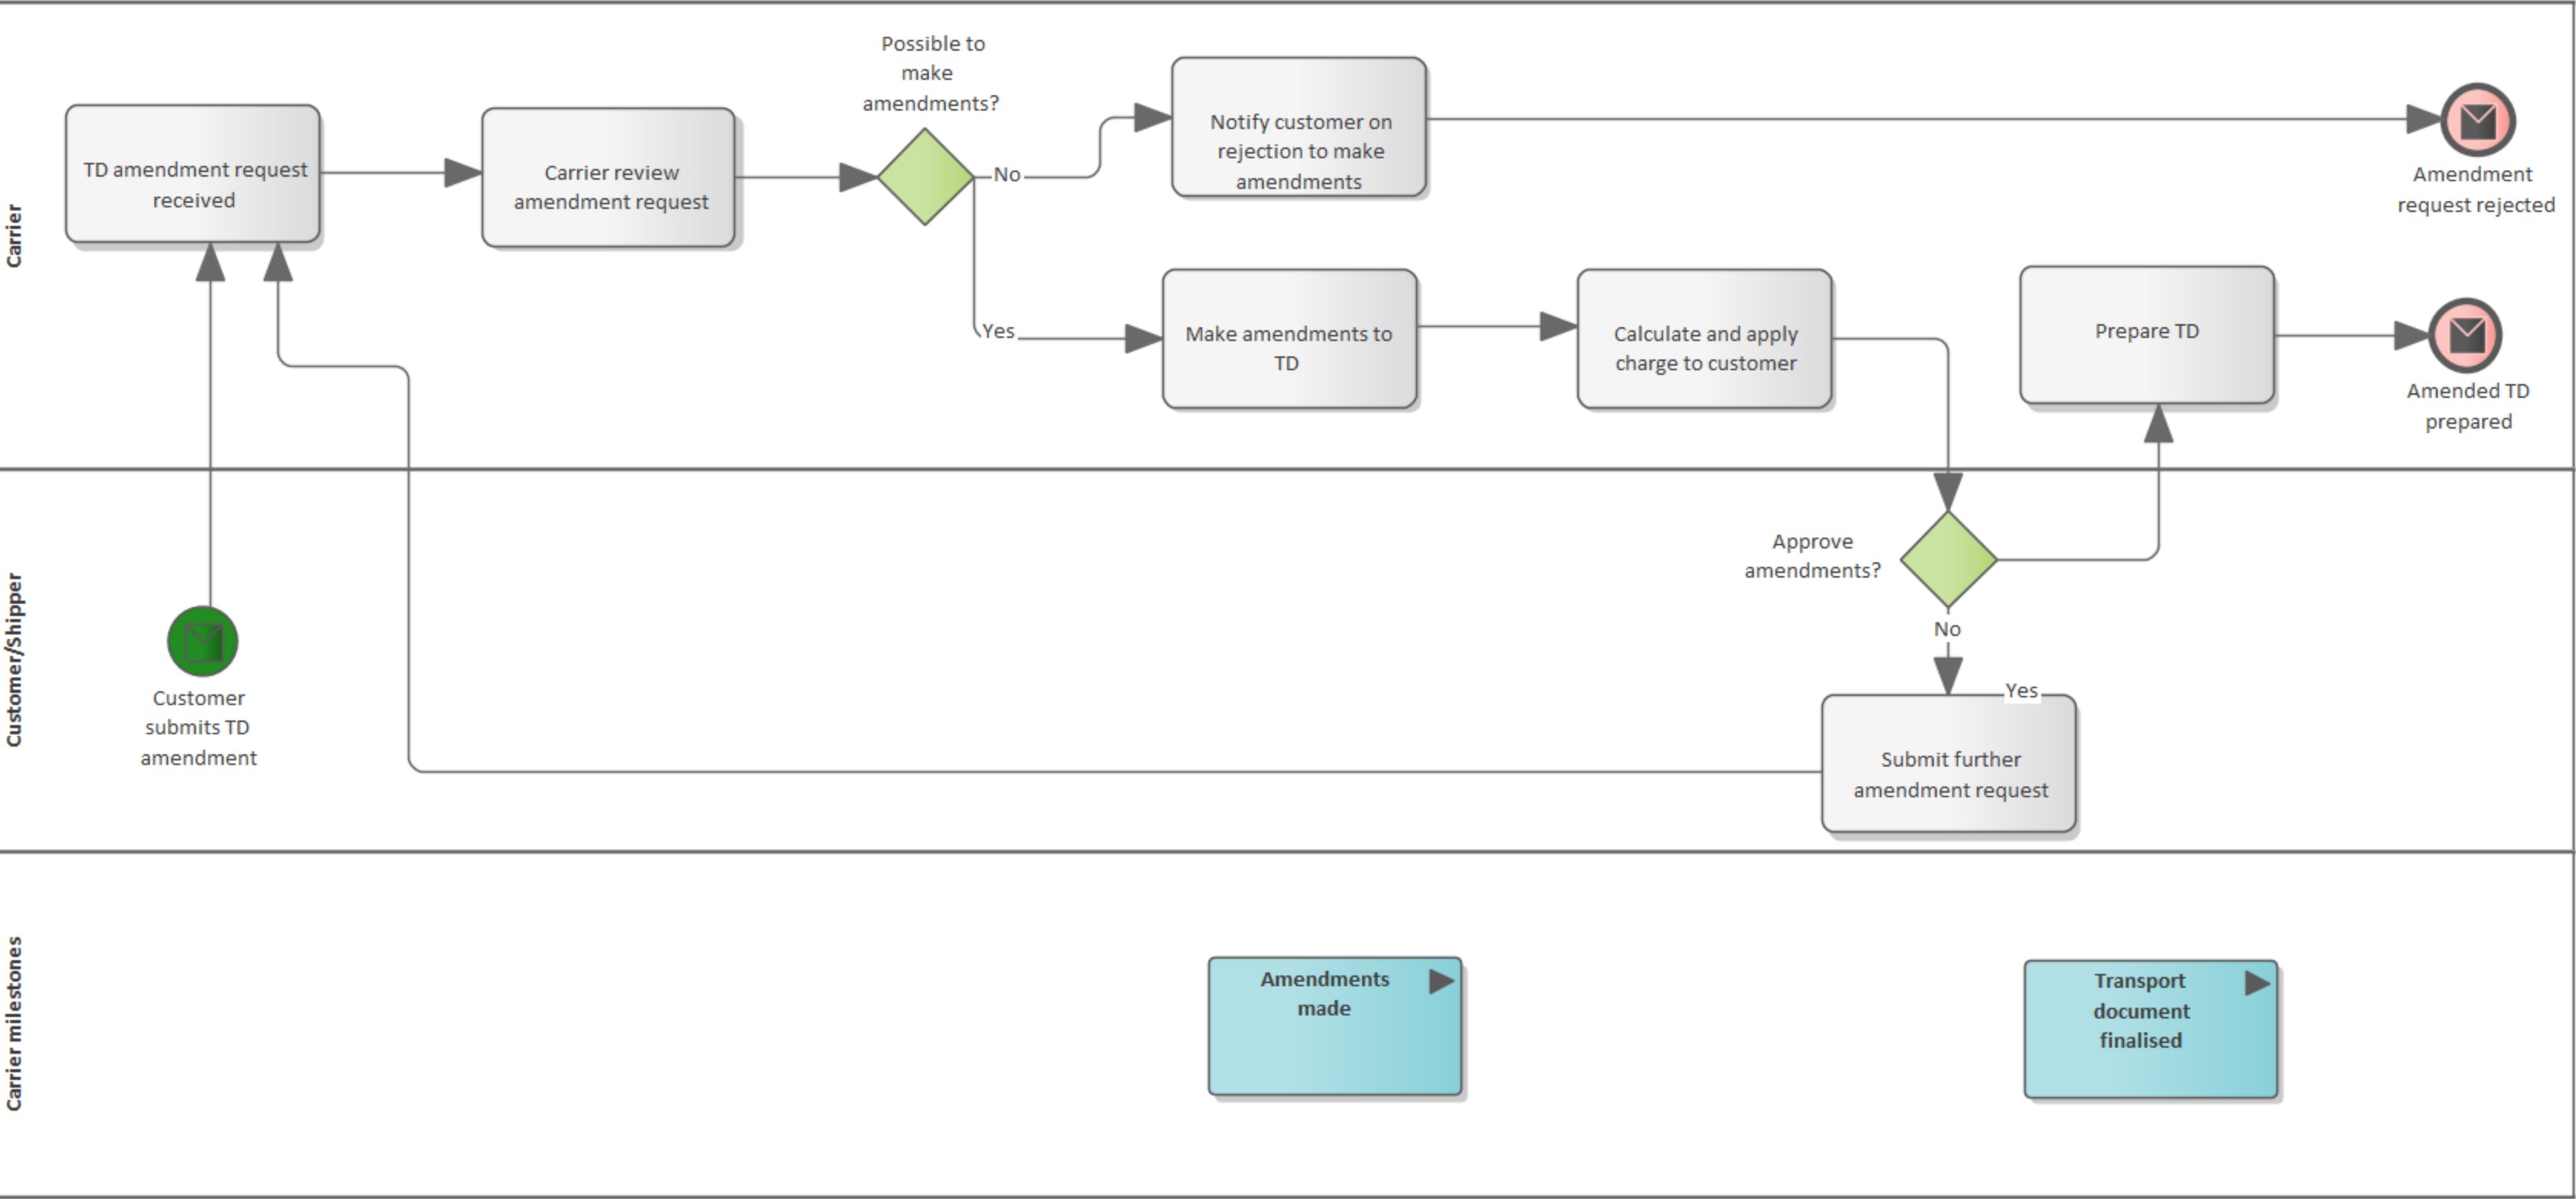 Carrier
TD amendment request
received
Carrier review
amendment request
Possible to
make
amendments?
No
Yes
Notify customer on
rejection to make
amendments
Amendment
request rejected
Make amendments to
TD
Calculate and apply
charge to customer
Prepare TD
Amended TD
prepared
Customer/Shipper
Customer
submits TD
amendment
Approve
amendments?
No
Yes
Submit further
amendment request
Carrier milestones
Amendments
made
Transport
document
finalised